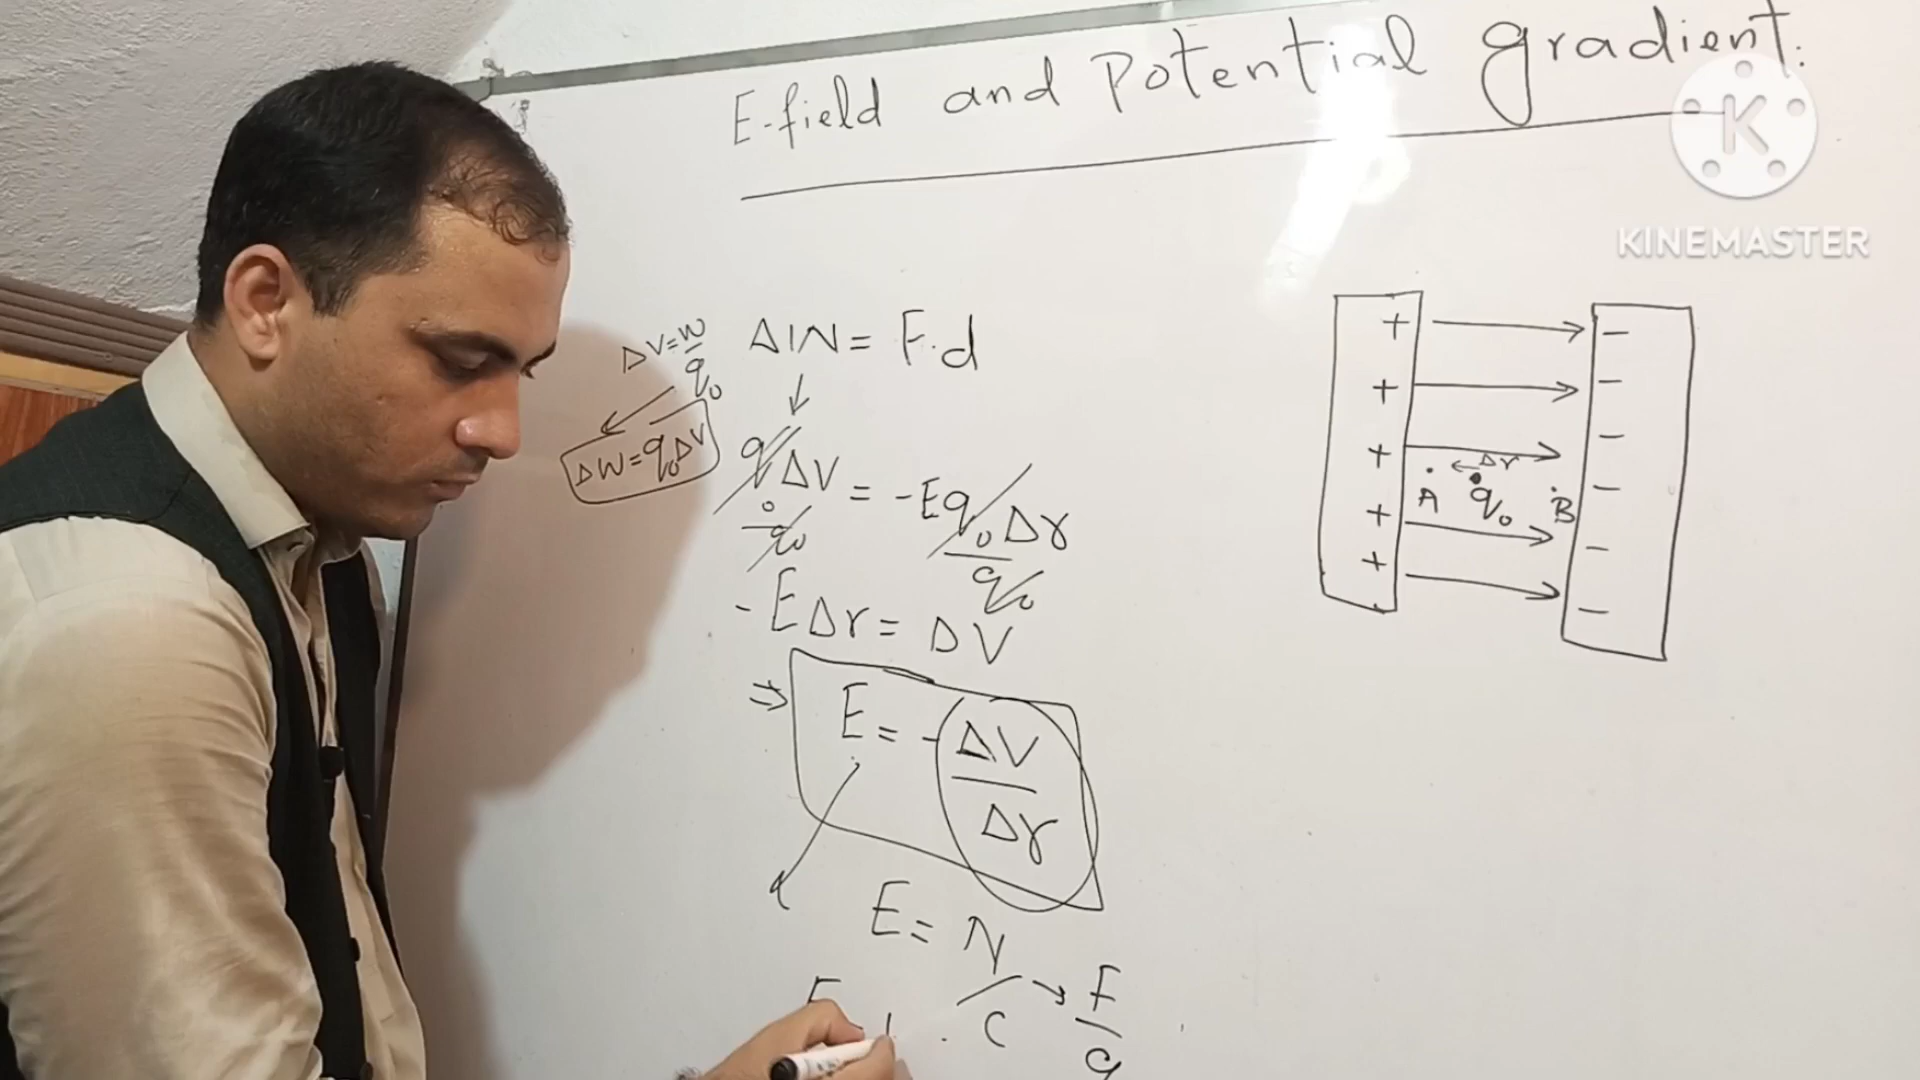 E-field and Potential gradient.
K
KINEMASTER
ΔV = W/q₀
ΔW = F.d
ΔW = q₀ΔV
q₀ΔV/q₀ = -Eq₀Δr/q₀
-EΔr = ΔV
⇒ E = -ΔV/Δr
E = N/C → F/q
E
+ -
+ -
+ -
Δr
A q₀ B
-
+ -
+ -